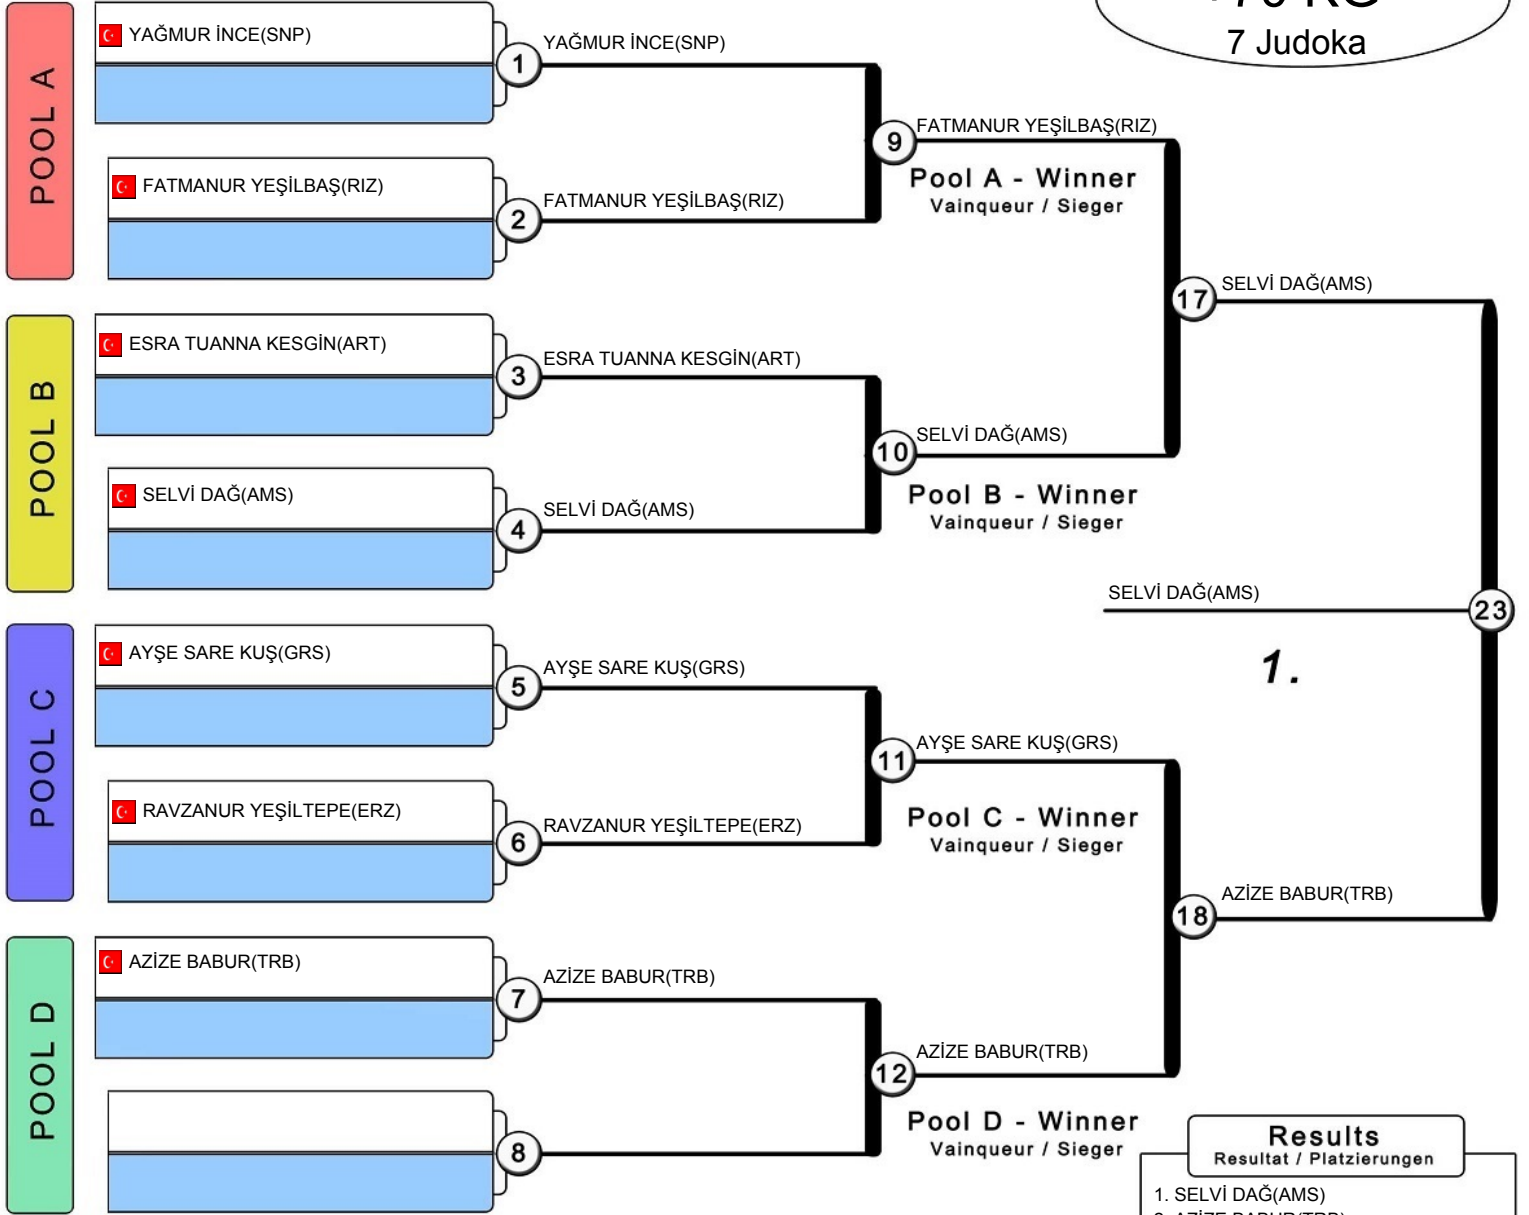 7 Judoka
POOL A
YAĞMUR İNCE(SNP)
1
YAĞMUR İNCE(SNP)
FATMANUR YEŞİLBAŞ(RIZ)
2
FATMANUR YEŞİLBAŞ(RIZ)
9
FATMANUR YEŞİLBAŞ(RIZ)
Pool A - Winner
Vainqueur / Sieger
POOL B
ESRA TUANNA KESGİN(ART)
3
ESRA TUANNA KESGİN(ART)
SELVİ DAĞ(AMS)
4
SELVİ DAĞ(AMS)
10
SELVİ DAĞ(AMS)
Pool B - Winner
Vainqueur / Sieger
17
SELVİ DAĞ(AMS)
SELVİ DAĞ(AMS)
23
1.
POOL C
AYŞE SARE KUŞ(GRS)
5
AYŞE SARE KUŞ(GRS)
RAVZANUR YEŞİLTEPE(ERZ)
6
RAVZANUR YEŞİLTEPE(ERZ)
11
AYŞE SARE KUŞ(GRS)
Pool C - Winner
Vainqueur / Sieger
18
AZİZE BABUR(TRB)
POOL D
AZİZE BABUR(TRB)
7
AZİZE BABUR(TRB)
8
12
AZİZE BABUR(TRB)
Pool D - Winner
Vainqueur / Sieger
Results
Resultat / Platzierungen
1. SELVİ DAĞ(AMS)
2. AZİZE BABUR(TRB)